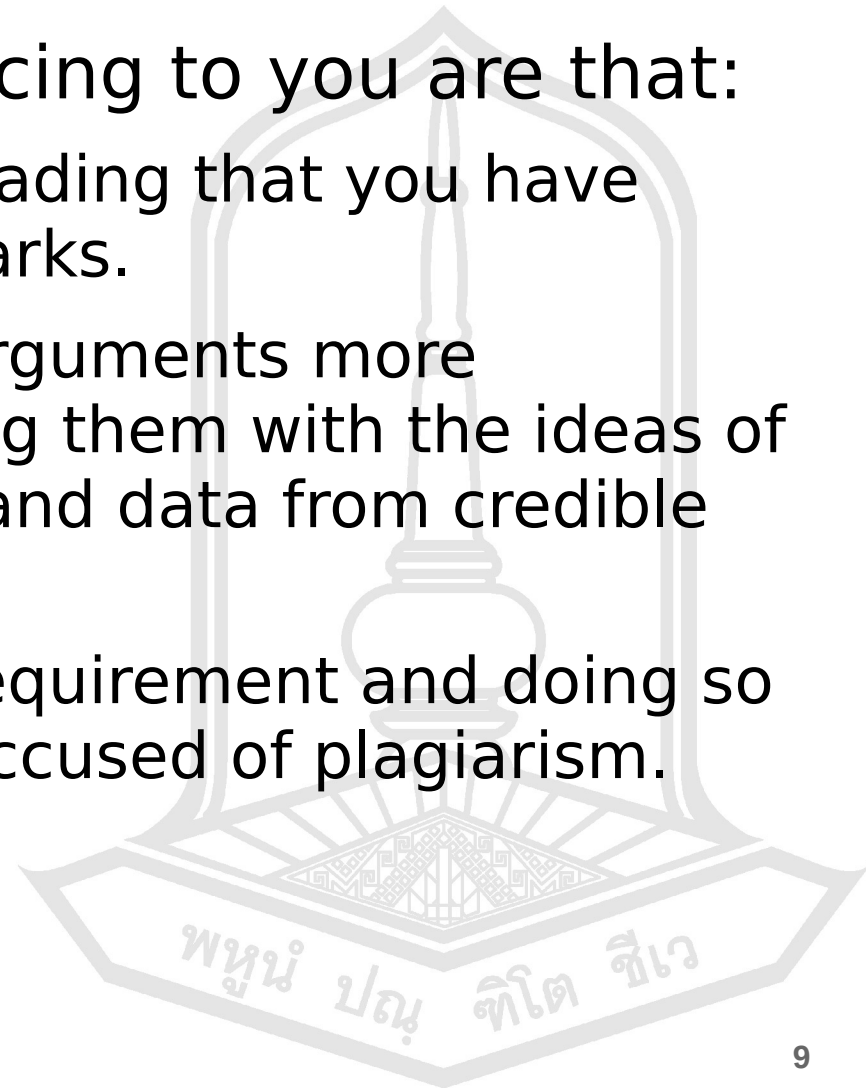 cing to you are that:
ading that you have
arks.
rguments more
g them with the ideas of
and data from credible
equirement and doing so
ccused of plagiarism.
พหูนํ ปณฺฑิโต ชีเว
9